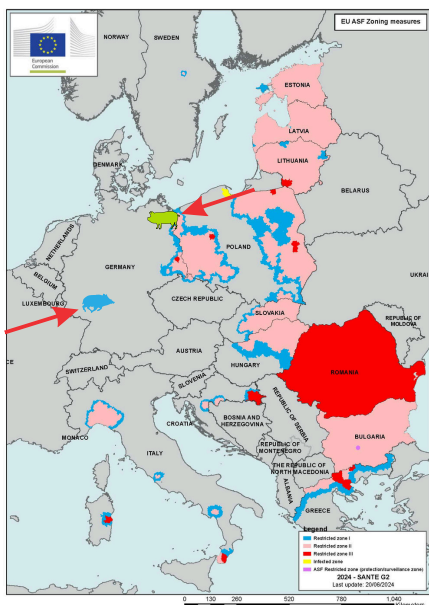 EU ASF Zoning measures
European
Commission
NORWAY
SWEDEN
ESTONIA
LATVIA
LITHUANIA
DENMARK
BELARUS
NETHERLANDS
BELGIUM
LUXEMBOURG
GERMANY
POLAND
UKRAI
CZECH REPUBLIC
SLOVAKIA
REPUBLIC OF
MOLDOVA
CE
SWITZERLAND
AUSTRIA
HUNGARY
ROMANIA
SLOVENIA
CROATIA
BOSNIA AND
HERZEGOVINA
REPUBLIC OF SERBIA
MONACO
ITALY
REPUBLIC OF
MONTENEGRO
BULGARIA
THE REPUBLIC OF
NORTH MACEDONIA
ALBANIA
GREECE
Legend
Restricted zone I
Restricted zone II
Restricted zone III
Infected zone
ASF Restricted zone (protection/surveillance zone)
2024 - SANTE G2
Last update: 20/06/2024
0 130 260 520 780 1.040